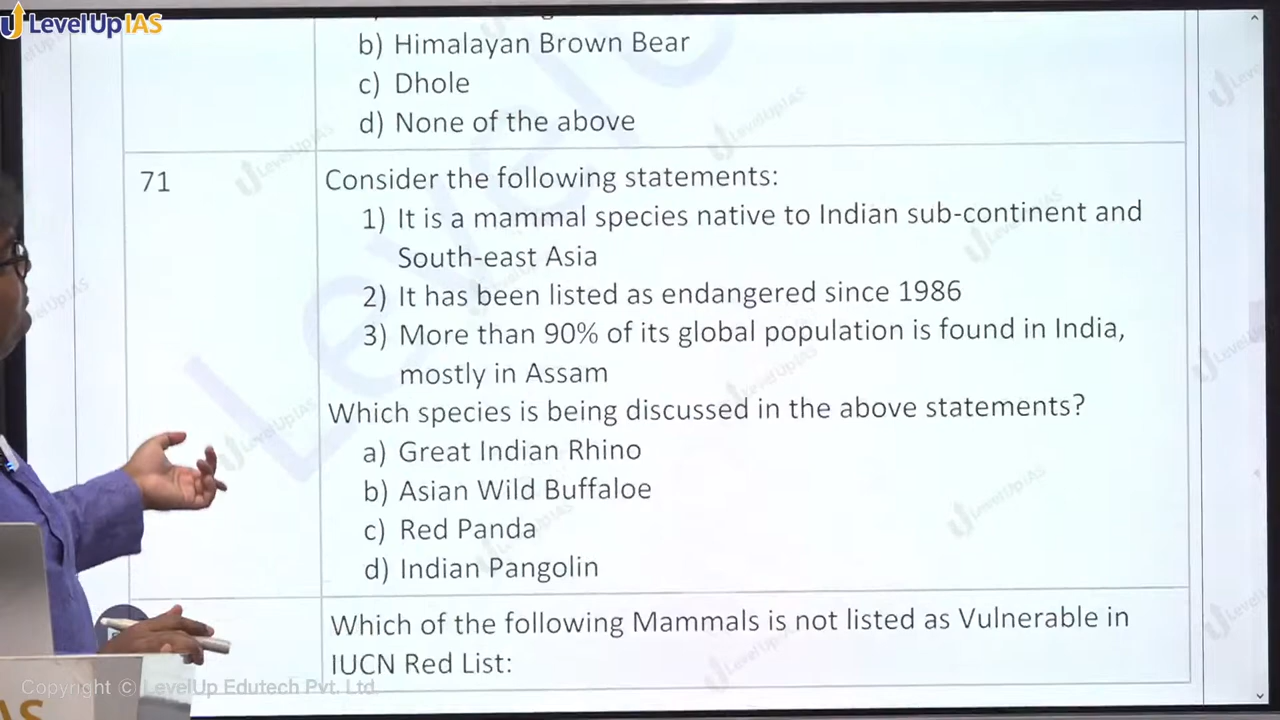 LevelUp IAS
b) Himalayan Brown Bear
c) Dhole
d) None of the above
71
Consider the following statements:
1) It is a mammal species native to Indian sub-continent and
South-east Asia
2) It has been listed as endangered since 1986
3) More than 90% of its global population is found in India,
mostly in Assam
Which species is being discussed in the above statements?
a) Great Indian Rhino
b) Asian Wild Buffaloe
c) Red Panda
d) Indian Pangolin
Which of the following Mammals is not listed as Vulnerable in
IUCN Red List:
Copyright © LevelUp Edutech Pvt. Ltd.
AS